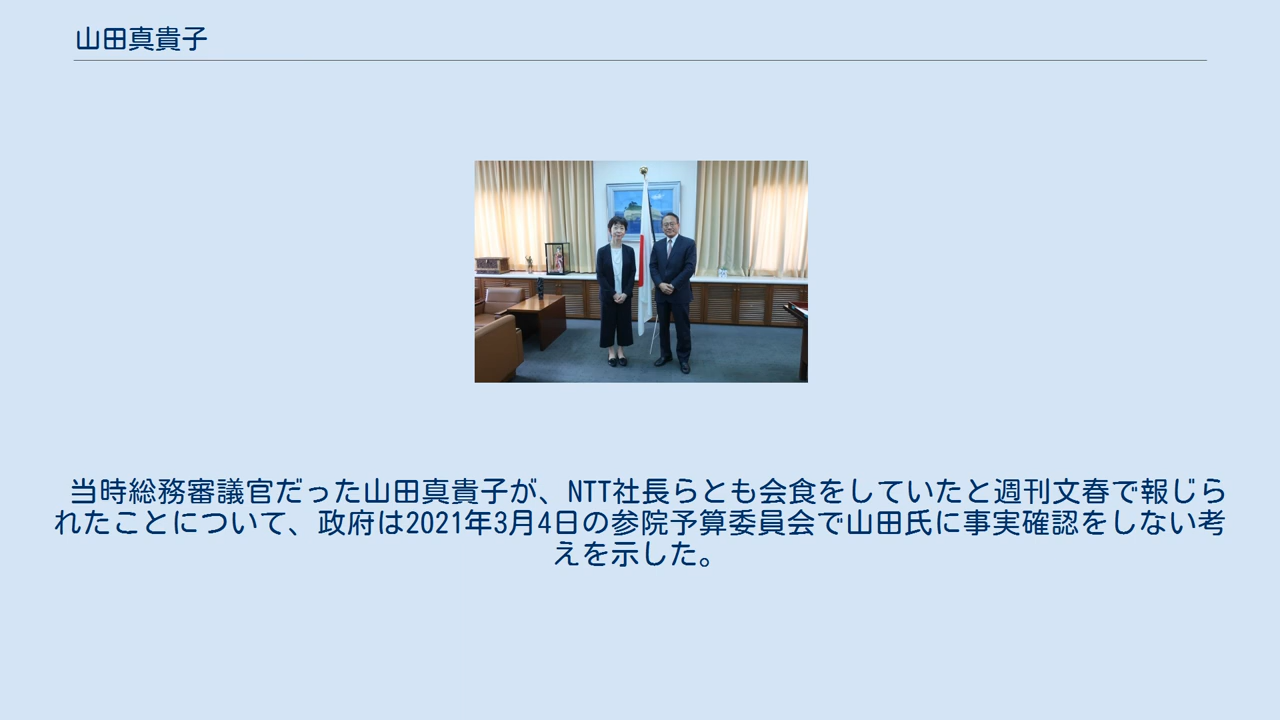 山田真貴子
当時総務審議官だった山田真貴子が、NTT社長らとも会食をしていたと週刊文春で報じら
れたことについて、政府は2021年3月4日の参院予算委員会で山田氏に事実確認をしない考
えを示した。